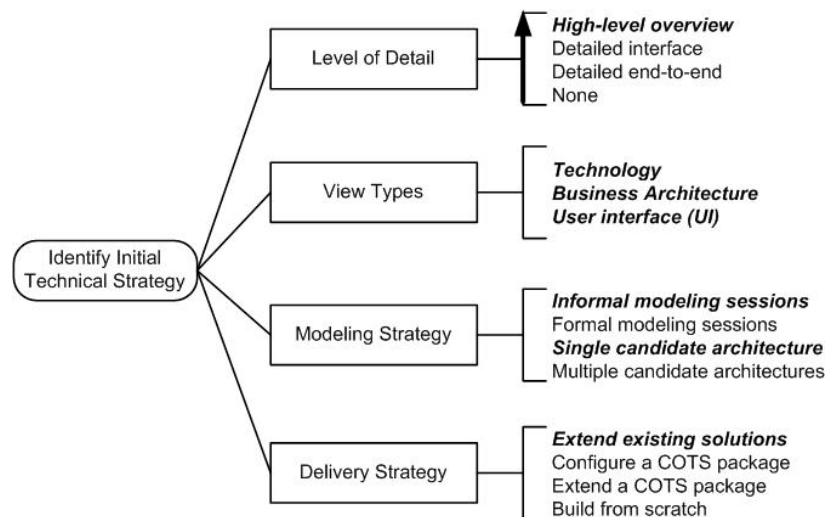 High-level overview
Level of Detail
Detailed interface
Detailed end-to-end
None
Technology
View Types
Business Architecture
User interface (UI)
Identify Initial
Technical Strategy
Informal modeling sessions
Modeling Strategy
Formal modeling sessions
Single candidate architecture
Multiple candidate architectures
Extend existing solutions
Delivery Strategy
Configure a COTS package
Extend a COTS package
Build from scratch